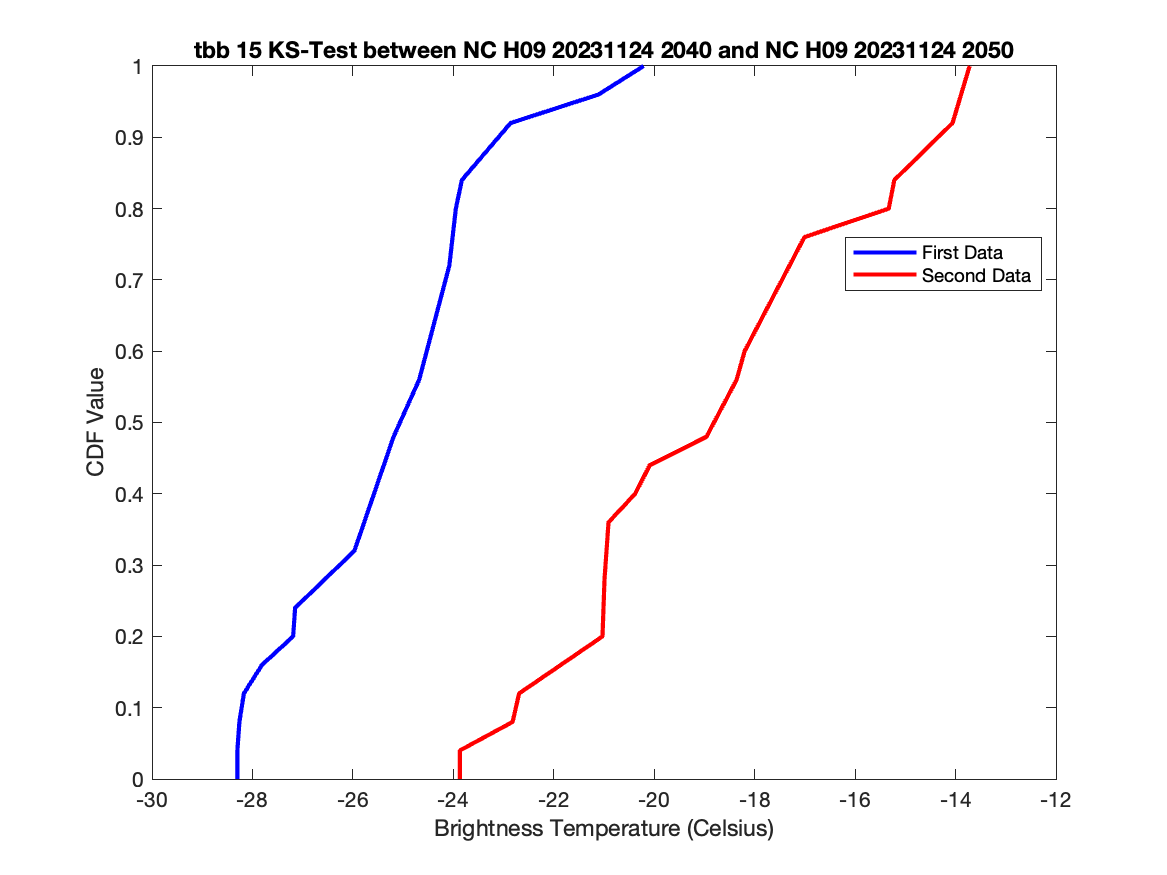 tbb 15 KS-Test between NC H09 20231124 2040 and NC H09 20231124 2050
1
0.9
0.8
0.7
0.6
0.5
0.4
0.3
0.2
0.1
0
CDF Value
First Data
Second Data
-30 -28 -26 -24 -22 -20 -18 -16 -14 -12
Brightness Temperature (Celsius)